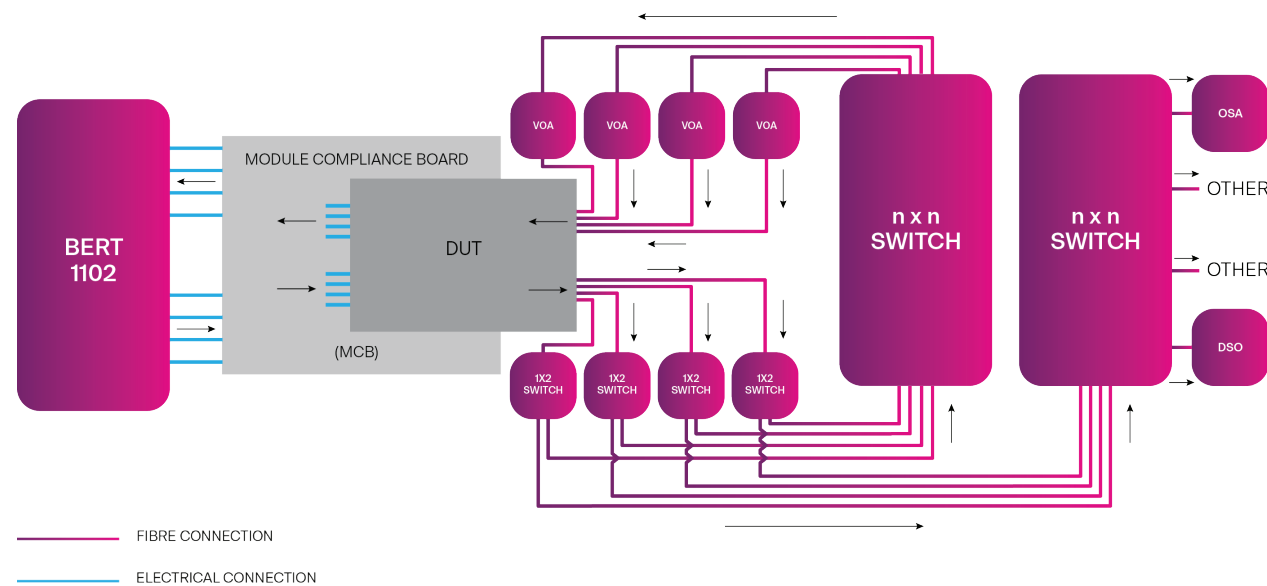 VOA
VOA
VOA
VOA
OSA
MODULE COMPLIANCE BOARD
OTHER
BERT
1102
DUT
n x n
SWITCH
n x n
SWITCH
OTHER
(MCB)
DSO
1X2
SWITCH
1X2
SWITCH
1X2
SWITCH
1X2
SWITCH
FIBRE CONNECTION
ELECTRICAL CONNECTION